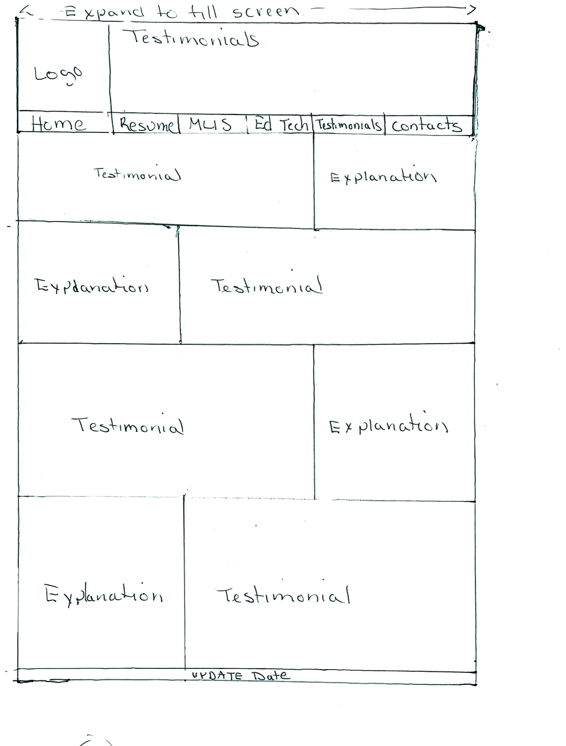 Expand to fill screen
Testimonials
Logo
Home Resume MLIS Ed Tech Testimonials Contacts
Testimonial Explanation
Explanation Testimonial
Testimonial Explanation
Explanation Testimonial
UPDATE Date